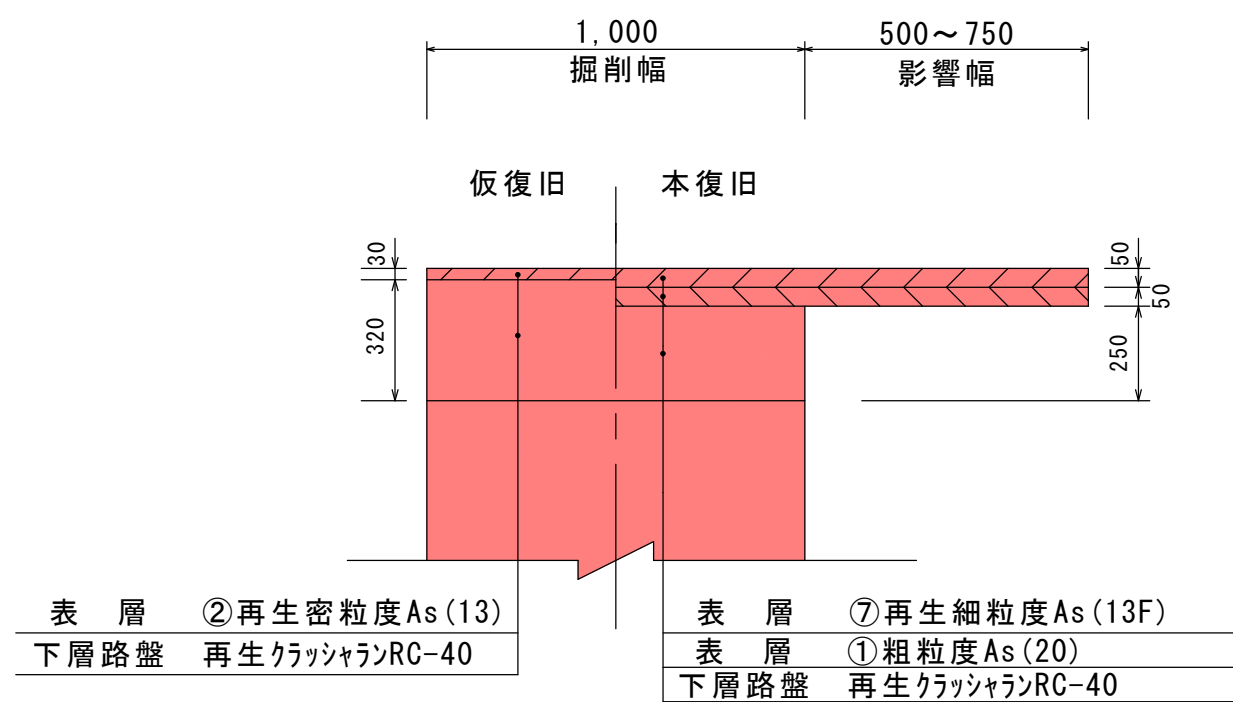 1,000
500～750
掘削幅
影響幅
仮復旧
本復旧
30
320
50
50
250
表 層 ②再生密粒度As(13)
下層路盤 再生ｸﾗｯｼｬﾗﾝRC-40
表 層 ⑦再生細粒度As(13F)
表 層 ①粗粒度As(20)
下層路盤 再生ｸﾗｯｼｬﾗﾝRC-40